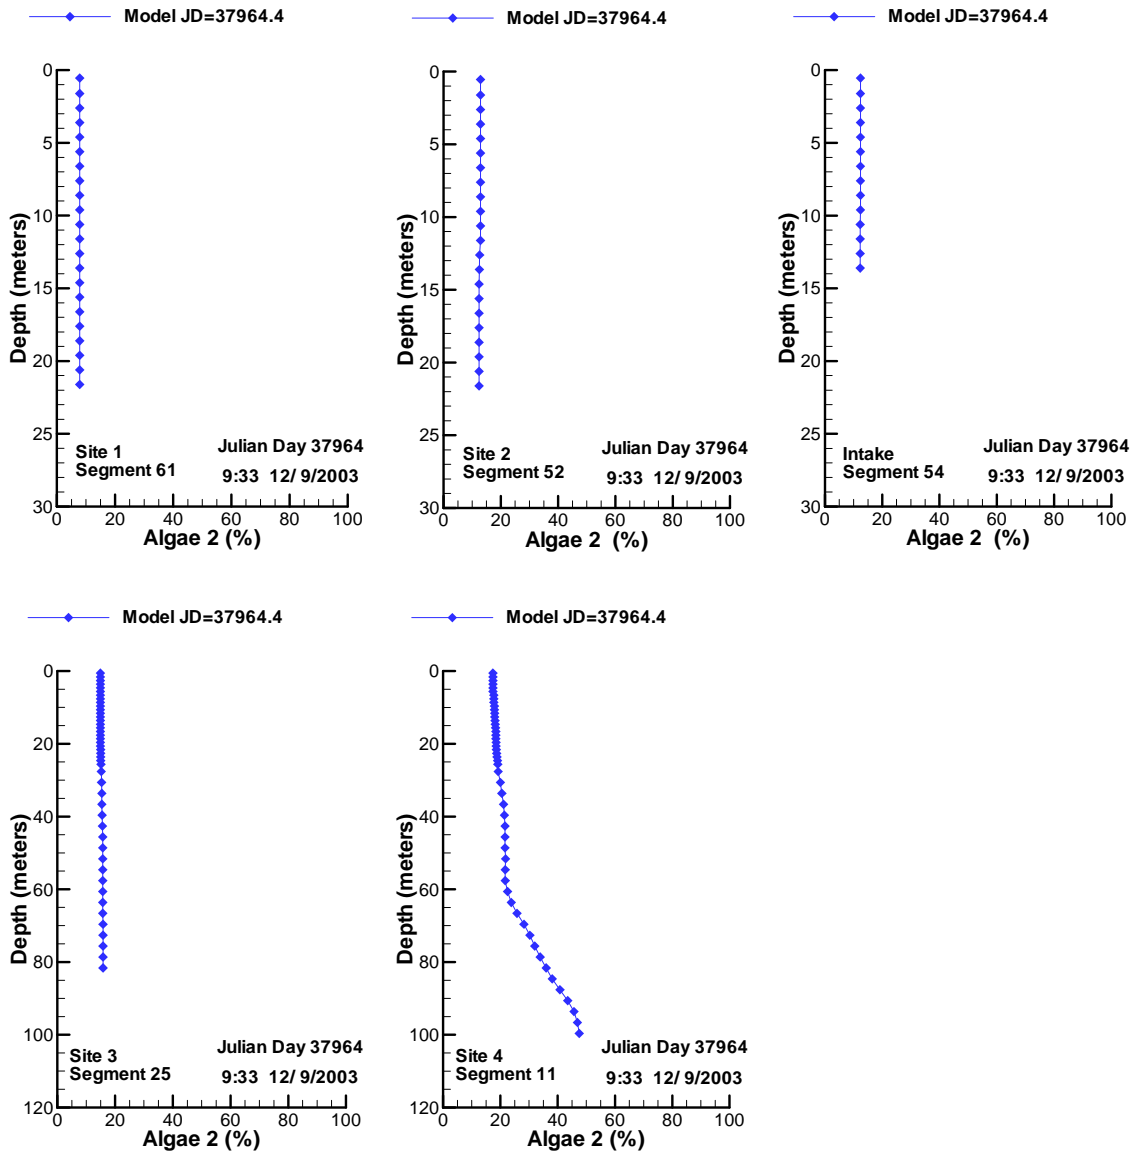 Model JD=37964.4
0
5
10
15
20
25
30
Depth (meters)
Site 1
Segment 61
Julian Day 37964
9:33 12/ 9/2003
0 20 40 60 80 100
Algae 2 (%)
Model JD=37964.4
0
5
10
15
20
25
30
Depth (meters)
Site 2
Segment 52
Julian Day 37964
9:33 12/ 9/2003
0 20 40 60 80 100
Algae 2 (%)
Model JD=37964.4
0
5
10
15
20
25
30
Depth (meters)
Intake
Segment 54
Julian Day 37964
9:33 12/ 9/2003
0 20 40 60 80 100
Algae 2 (%)
Model JD=37964.4
0
20
40
60
80
100
120
Depth (meters)
Site 3
Segment 25
Julian Day 37964
9:33 12/ 9/2003
0 20 40 60 80 100
Algae 2 (%)
Model JD=37964.4
0
20
40
60
80
100
120
Depth (meters)
Site 4
Segment 11
Julian Day 37964
9:33 12/ 9/2003
0 20 40 60 80 100
Algae 2 (%)